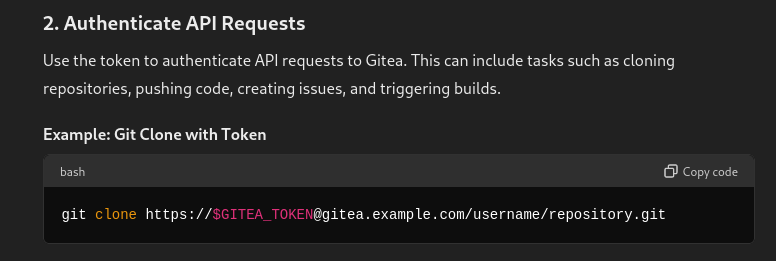 2. Authenticate API Requests
Use the token to authenticate API requests to Gitea. This can include tasks such as cloning
repositories, pushing code, creating issues, and triggering builds.
Example: Git Clone with Token
bash
Copy code
git clone https://$GITEA_TOKEN@gitea.example.com/username/repository.git